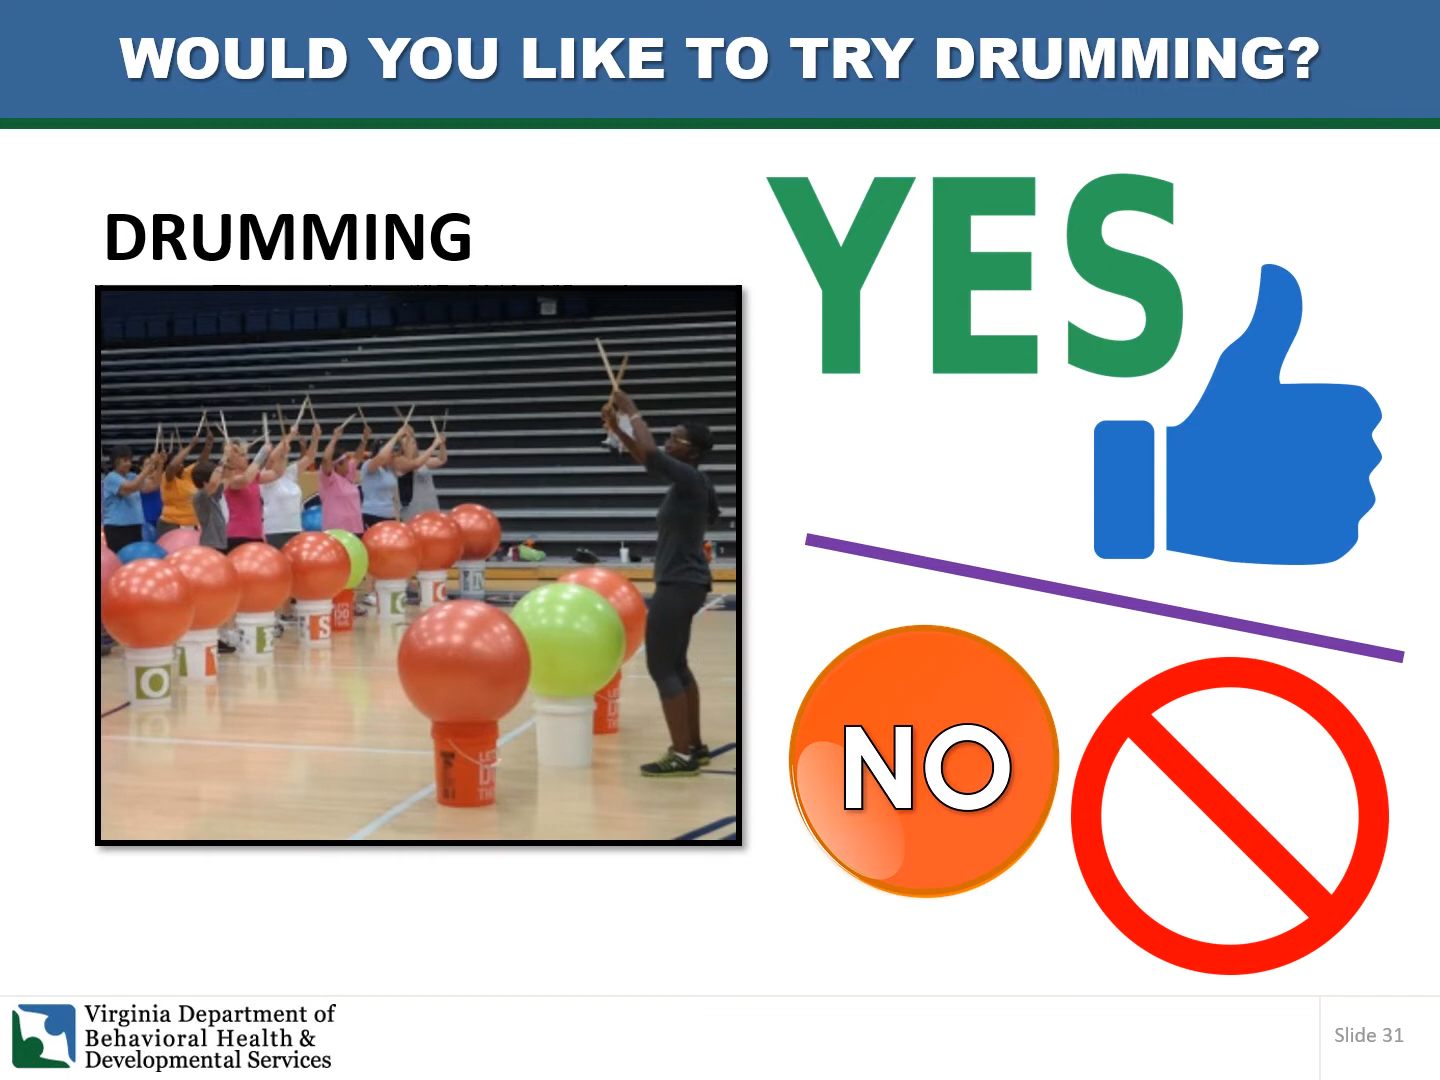 WOULD YOU LIKE TO TRY DRUMMING?
DRUMMING
YES
NO
O
S
Virginia Department of
Behavioral Health &
Developmental Services
Slide 31